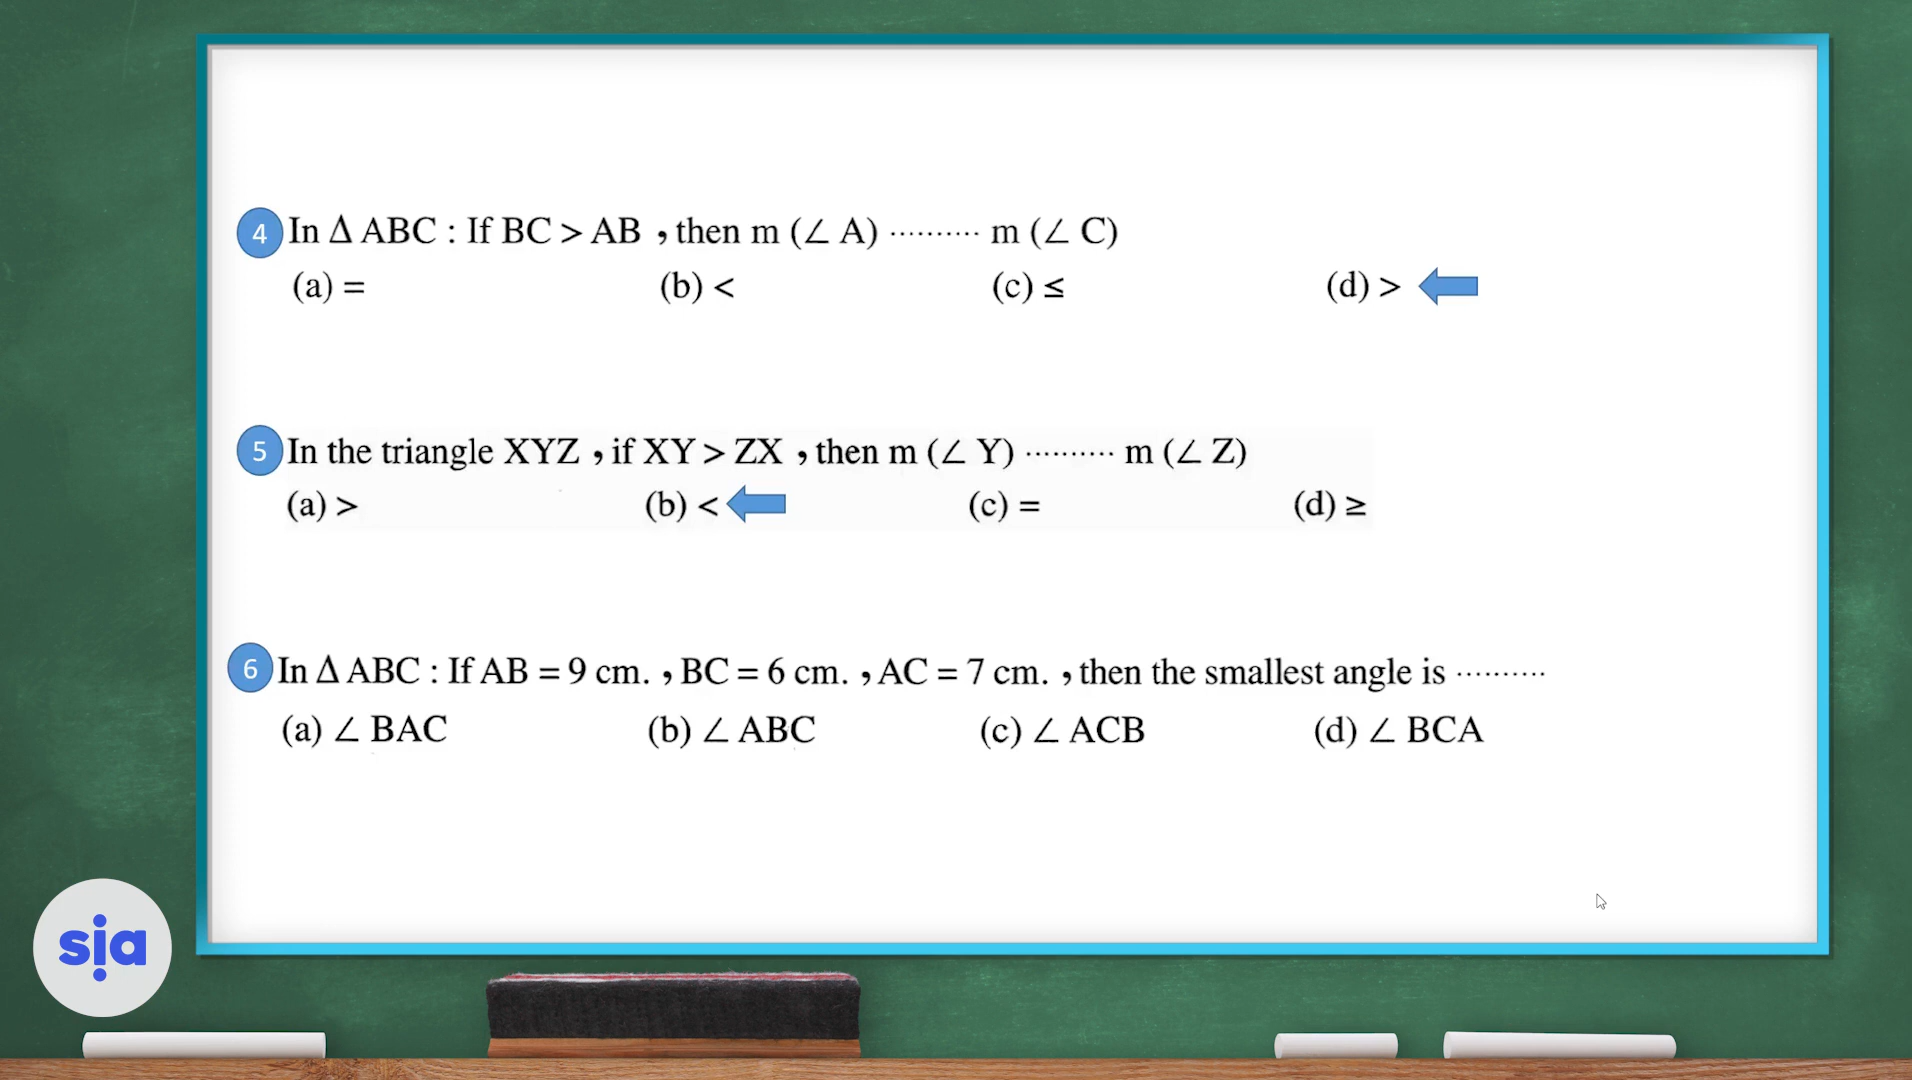 4 In Δ ABC : If BC > AB , then m (∠ A) ·········· m (∠ C)
(a) = (b) < (c) ≤ (d) >
5 In the triangle XYZ , if XY > ZX , then m (∠ Y) ·········· m (∠ Z)
(a) > (b) < (c) = (d) ≥
6 In Δ ABC : If AB = 9 cm. , BC = 6 cm. , AC = 7 cm. , then the smallest angle is ··········
(a) ∠ BAC (b) ∠ ABC (c) ∠ ACB (d) ∠ BCA
sia